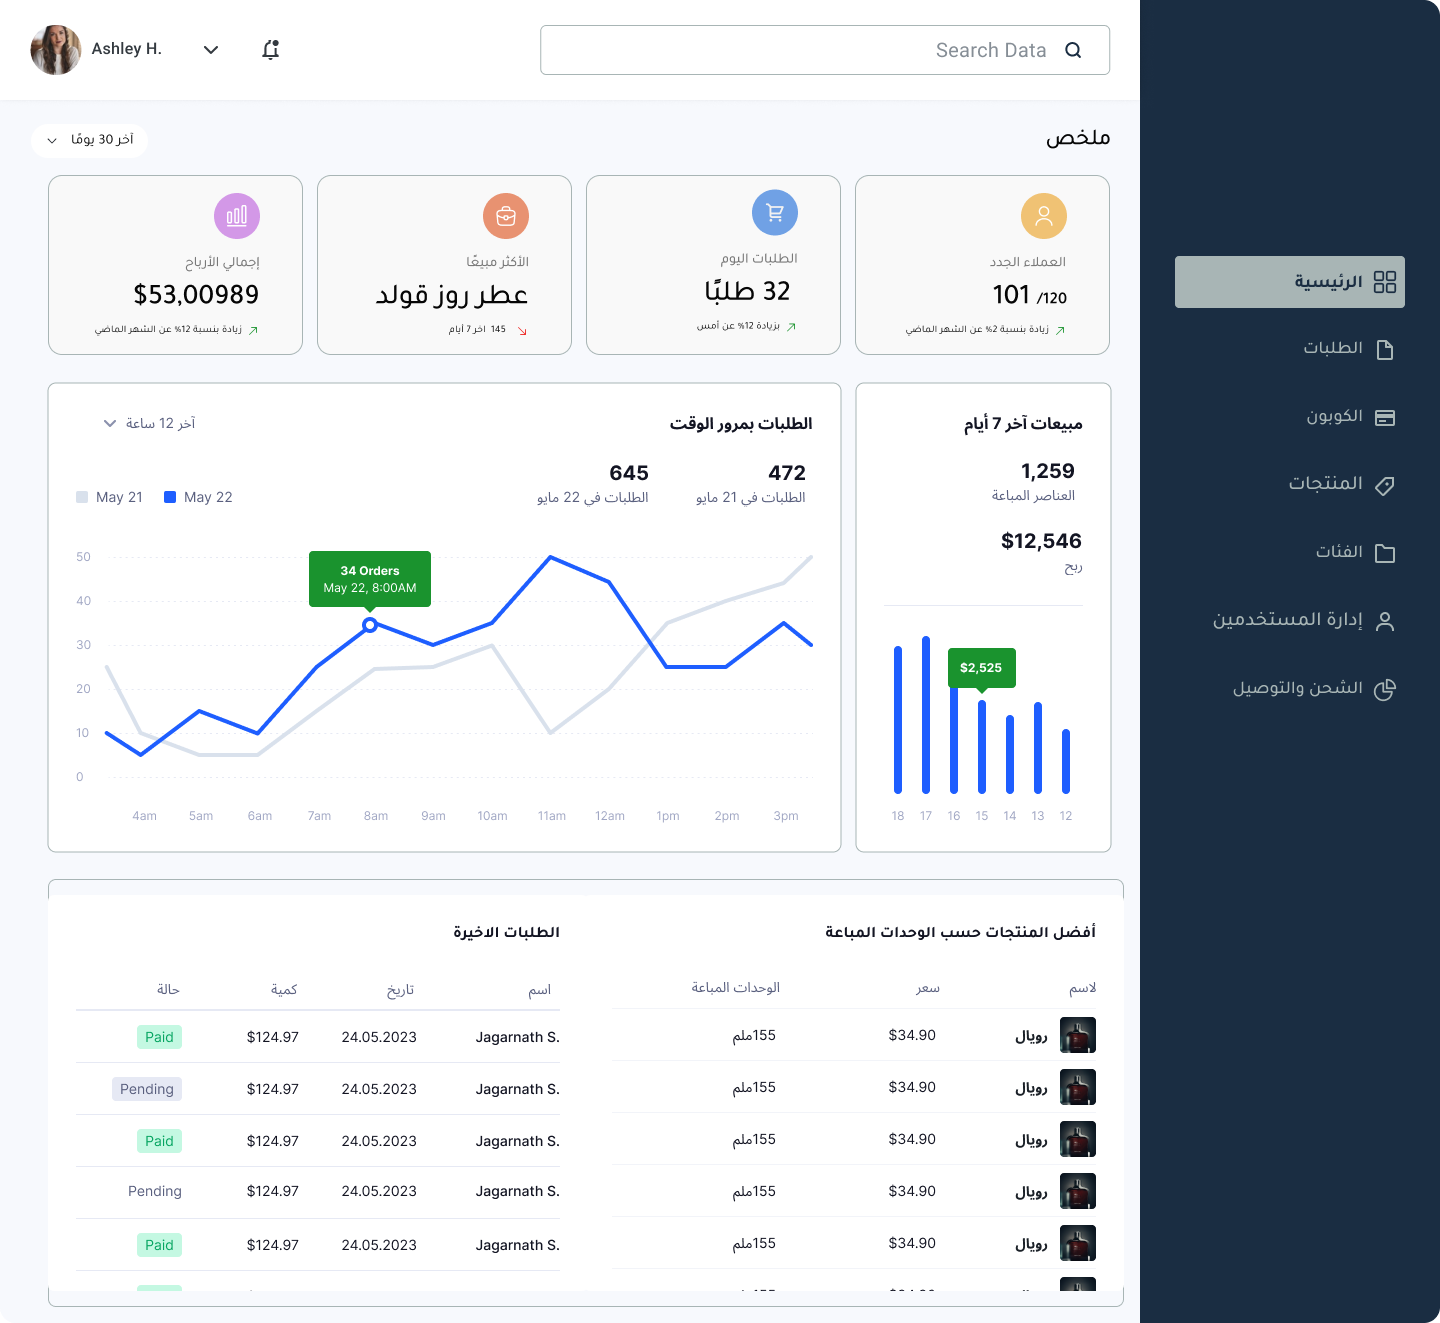 Ashley H.
Search Data
الرئيسية
الطلبات
الكوبون
المنتجات
الفئات
إدارة المستخدمين
الشحن والتوصيل
ملخص
آخر 30 يومًا
العملاء الجدد
101 /120
زيادة بنسبة 2% عن الشهر الماضي
الطلبات اليوم
32 طلبًا
بزيادة 12% عن أمس
الأكثر مبيعًا
عطر روز قولد
145 اخر 7 أيام
إجمالي الأرباح
$53,00989
زيادة بنسبة 12% عن الشهر الماضي
مبيعات آخر 7 أيام
1,259
العناصر المباعة
$12,546
ربح
$2,525
18 17 16 15 14 13 12
الطلبات بمرور الوقت
آخر 12 ساعة
472
الطلبات في 21 مايو
645
الطلبات في 22 مايو
May 21 May 22
50
40
30
20
10
0
34 Orders
May 22, 8:00AM
4am 5am 6am 7am 8am 9am 10am 11am 12am 1pm 2pm 3pm
أفضل المنتجات حسب الوحدات المباعة
لاسم سعر الوحدات المباعة
رويال $34.90 155ملم
رويال $34.90 155ملم
رويال $34.90 155ملم
رويال $34.90 155ملم
رويال $34.90 155ملم
الطلبات الاخيرة
اسم تاريخ كمية حالة
Jagarnath S. 24.05.2023 $124.97 Paid
Jagarnath S. 24.05.2023 $124.97 Pending
Jagarnath S. 24.05.2023 $124.97 Paid
Jagarnath S. 24.05.2023 $124.97 Pending
Jagarnath S. 24.05.2023 $124.97 Paid